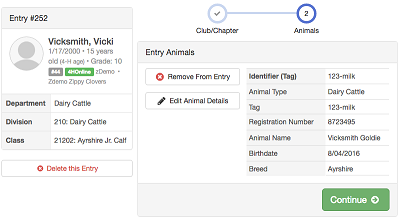 Entry #252
Vicksmith, Vicki
1/17/2000 • 15 years
old (4-H age) • Grade: 10
#44 4HOnline zDemo •
Zdemo Zippy Clovers
Department Dairy Cattle
Division 210: Dairy Cattle
Class 21202: Ayrshire Jr. Calf
Delete this Entry
2
Club/Chapter
Animals
Entry Animals
Remove From Entry
Edit Animal Details
Identifier (Tag) 123-milk
Animal Type Dairy Cattle
Tag 123-milk
Registration Number 8723495
Animal Name Vicksmith Goldie
Birthdate 8/04/2016
Breed Ayrshire
Continue